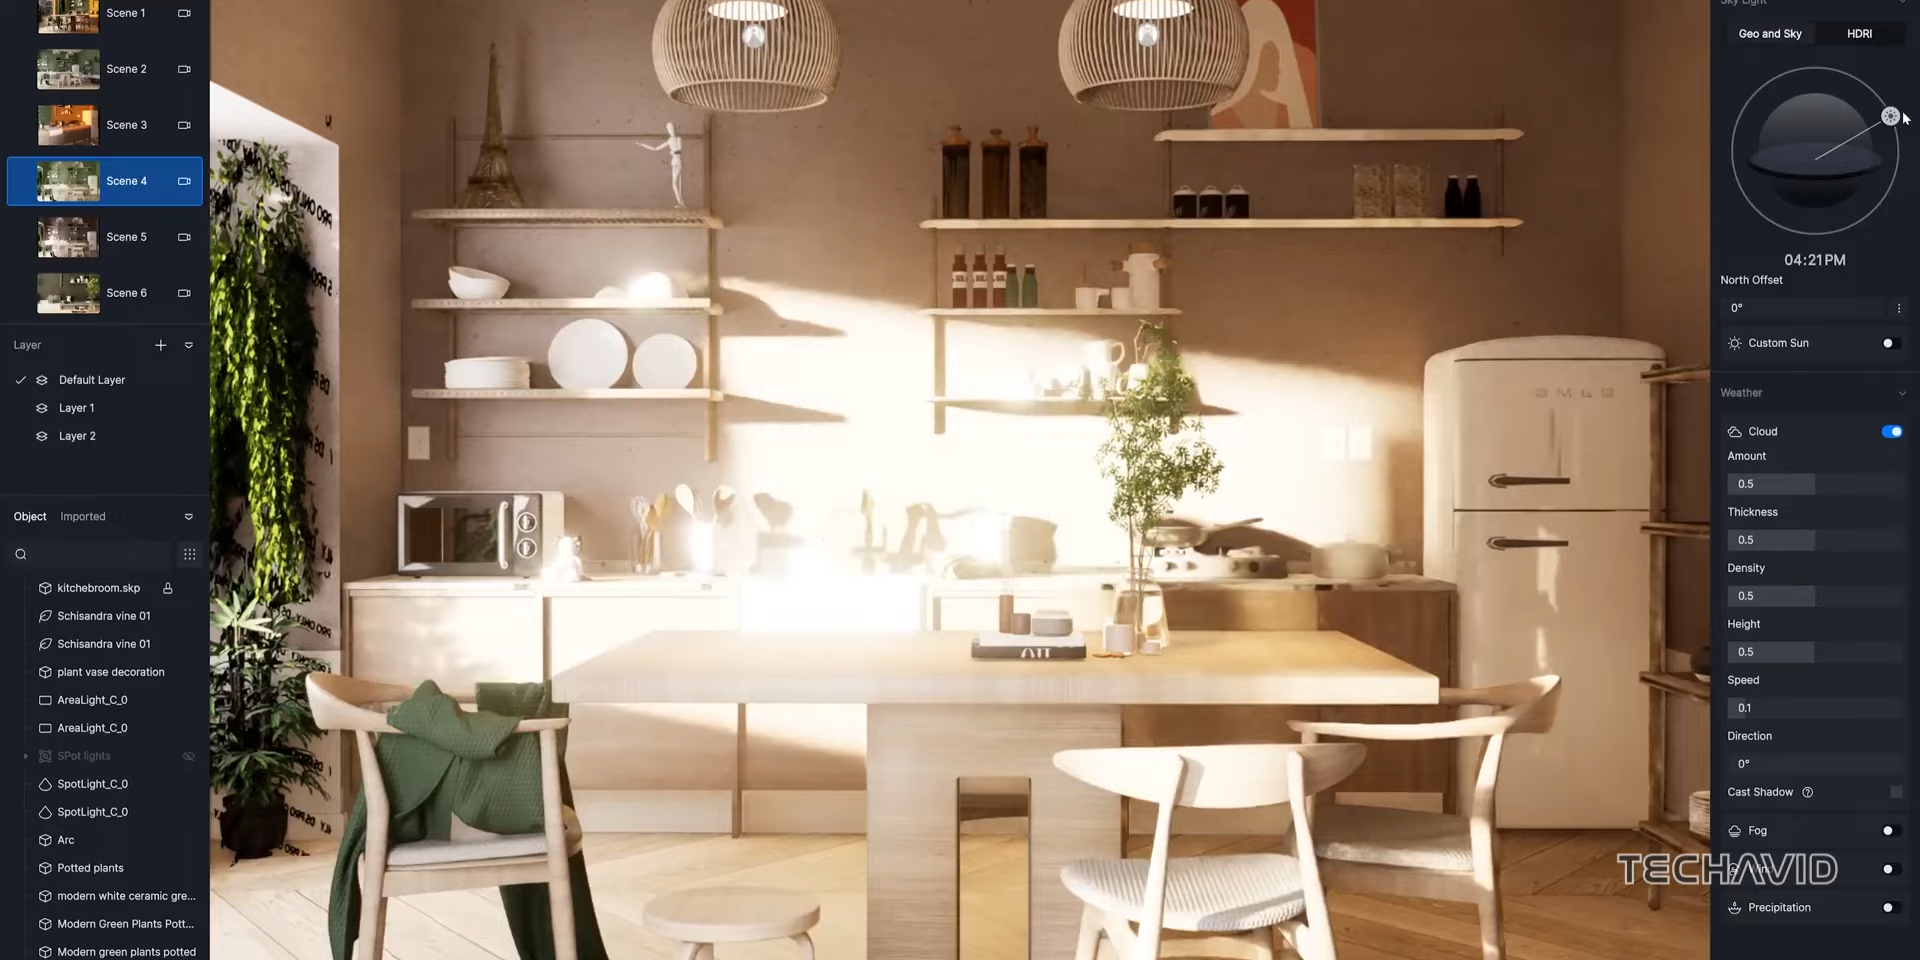 Scene 1
Scene 2
Scene 3
Scene 4
Scene 5
Scene 6
Layer
Default Layer
Layer 1
Layer 2
Object Imported
kitchebroom.skp
Schisandra vine 01
Schisandra vine 01
plant vase decoration
AreaLight_C_0
AreaLight_C_0
SPot lights
SpotLight_C_0
SpotLight_C_0
Arc
Potted plants
modern white ceramic gre...
Modern Green Plants Pott...
Modern green plants potted
SMEG
Sky Light
Geo and Sky HDRI
04:21PM
North Offset
0°
Custom Sun
Weather
Cloud
Amount
0.5
Thickness
0.5
Density
0.5
Height
0.5
Speed
0.1
Direction
0°
Cast Shadow
Fog
TECHAVID
Precipitation